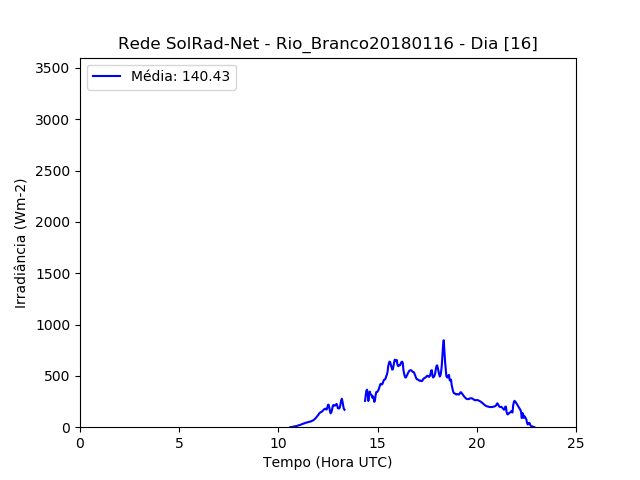 Rede SolRad-Net - Rio_Branco20180116 - Dia [16]
Média: 140.43
3500
3000
2500
2000
1500
1000
500
0
Irradiância (Wm-2)
0 5 10 15 20 25
Tempo (Hora UTC)